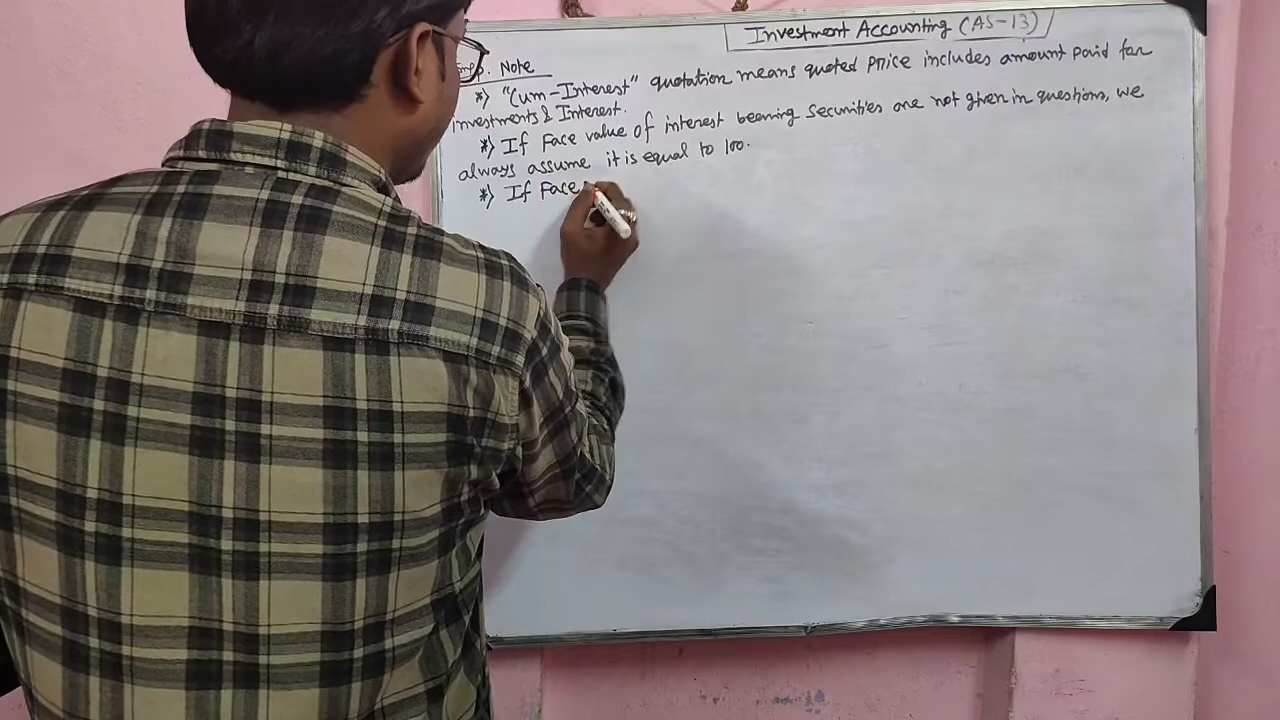 Investment Accounting (AS-13)
Imp. Note
*) "Cum-Interest" quotation means quoted price includes amount paid for
investments & Interest.
*) If Face value of interest bearning securities are not given in questions, we
always assume it is equal to 100.
*) If Face